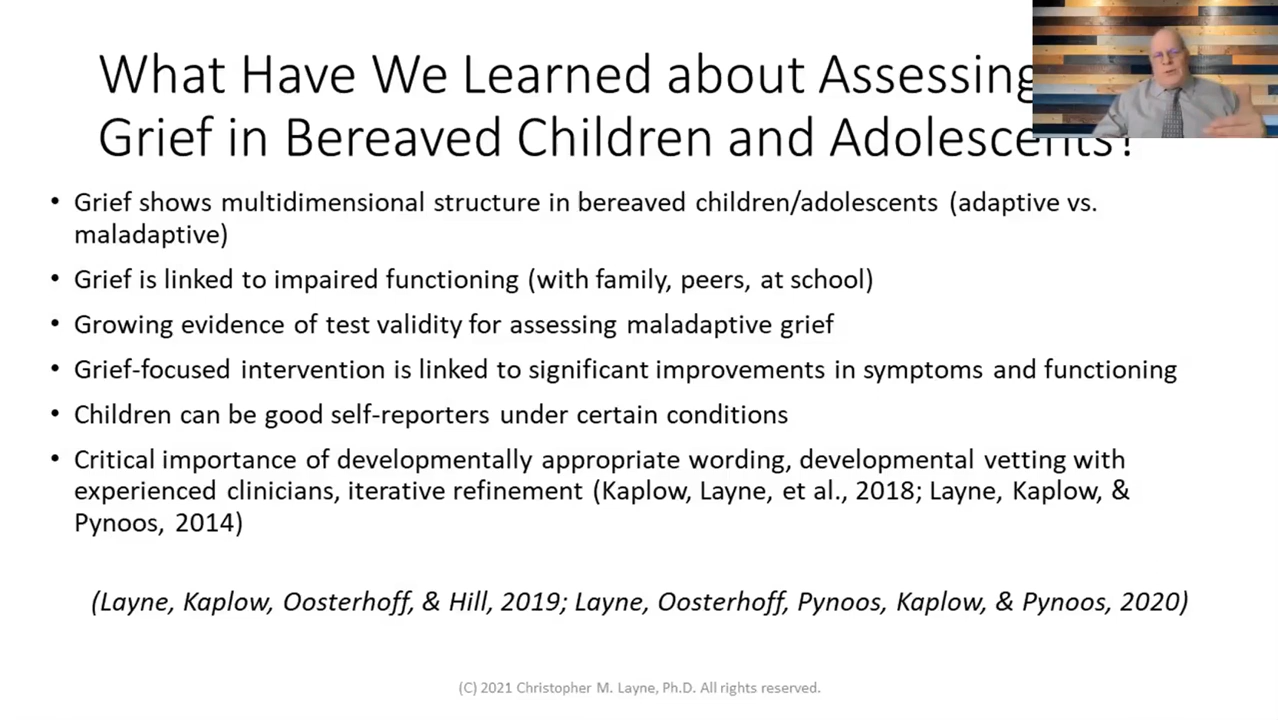 What Have We Learned about Assessing
Grief in Bereaved Children and Adolescents?
• Grief shows multidimensional structure in bereaved children/adolescents (adaptive vs.
maladaptive)
• Grief is linked to impaired functioning (with family, peers, at school)
• Growing evidence of test validity for assessing maladaptive grief
• Grief-focused intervention is linked to significant improvements in symptoms and functioning
• Children can be good self-reporters under certain conditions
• Critical importance of developmentally appropriate wording, developmental vetting with
experienced clinicians, iterative refinement (Kaplow, Layne, et al., 2018; Layne, Kaplow, &
Pynoos, 2014)
(Layne, Kaplow, Oosterhoff, & Hill, 2019; Layne, Oosterhoff, Pynoos, Kaplow, & Pynoos, 2020)
(C) 2021 Christopher M. Layne, Ph.D. All rights reserved.